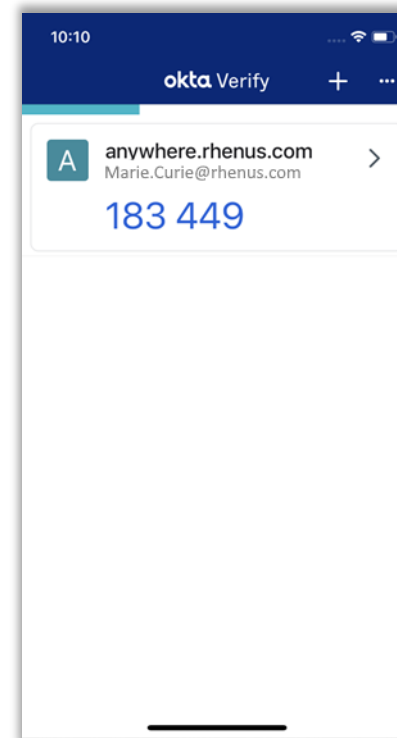 10:10
okta Verify
A
anywhere.rhenus.com
Marie.Curie@rhenus.com
183 449